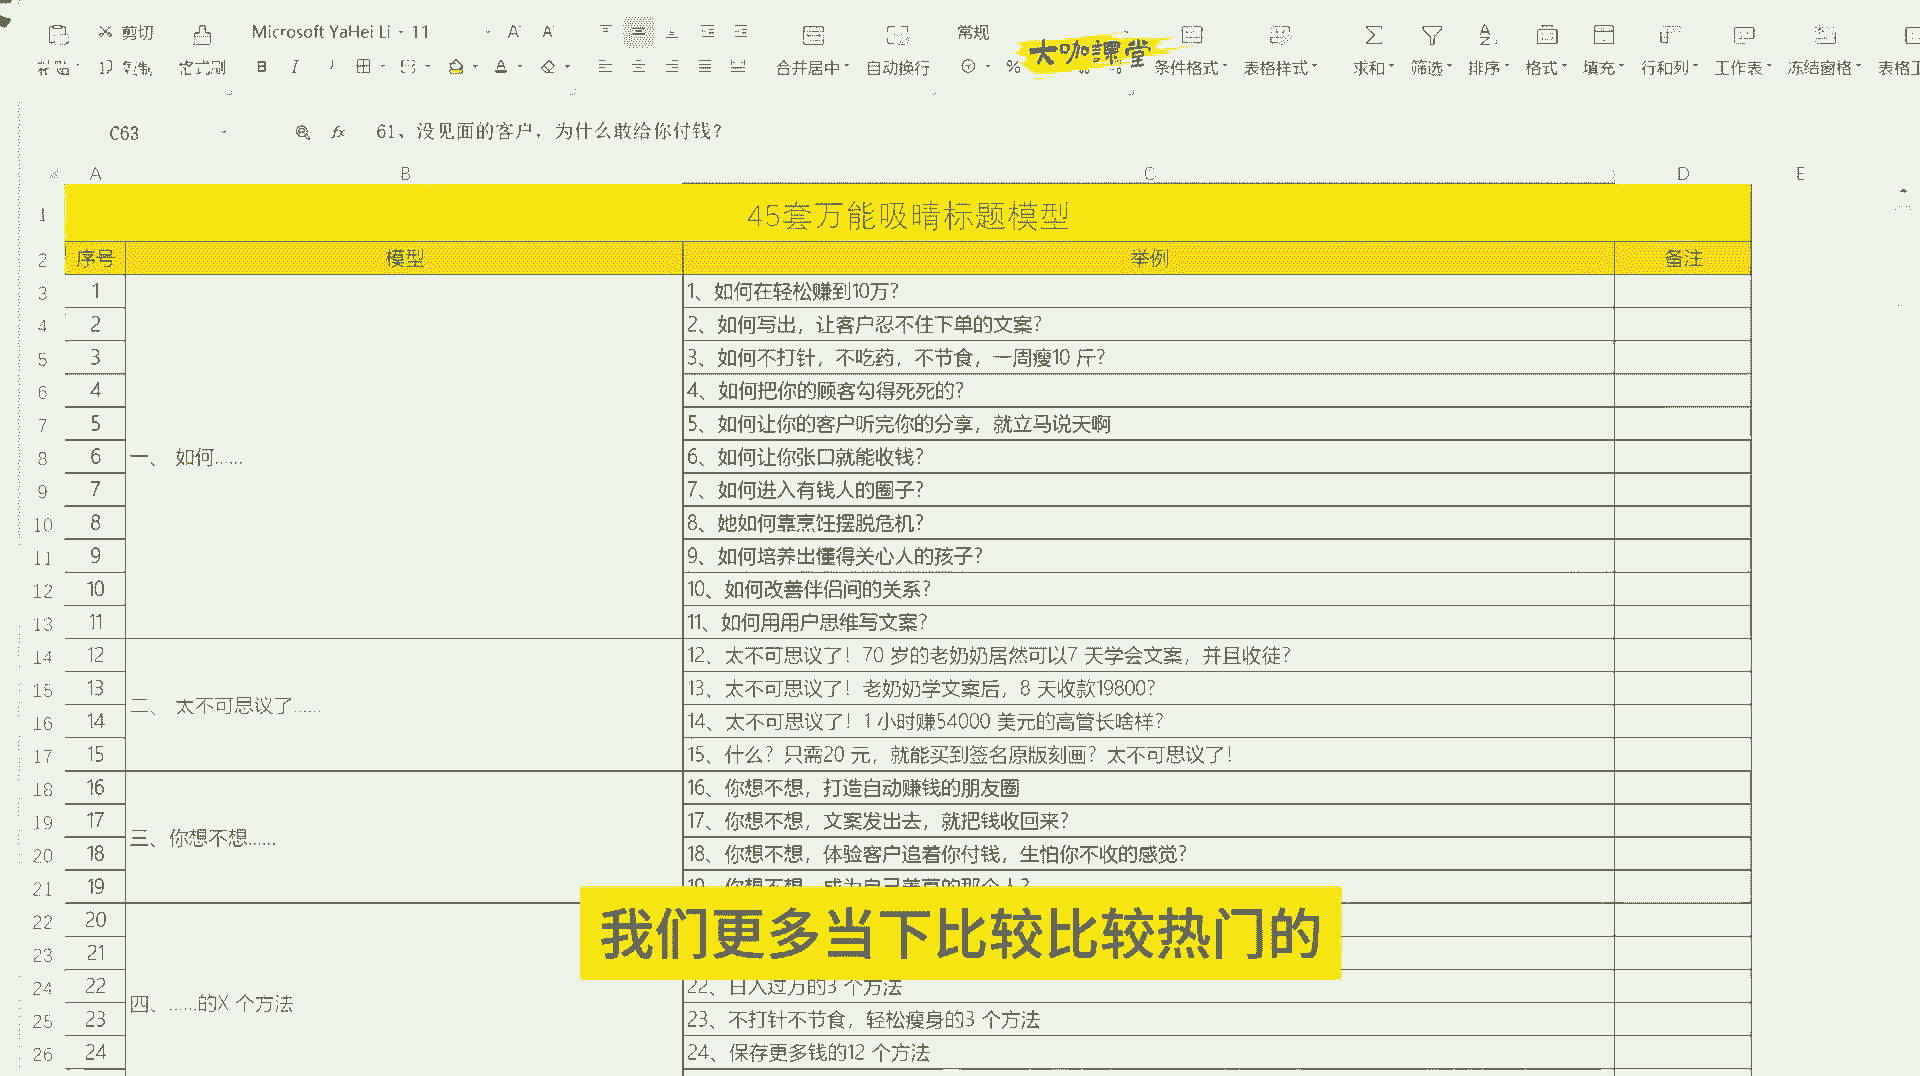 剪切 Microsoft YaHei Li 11 A A 常规
粘贴 复制 格式刷 B I 合并居中 自动换行 % 条件格式 表格样式 求和 筛选 排序 格式 填充 行和列 工作表 冻结窗格 表格工
大咖課堂
C63 fx 61、没见面的客户，为什么敢给你付钱？
A B C D E
1 45套万能吸晴标题模型
2 序号 模型 举例 备注
3 1 1、如何在轻松赚到10万？
4 2 2、如何写出，让客户忍不住下单的文案？
5 3 3、如何不打针，不吃药，不节食，一周瘦10 斤？
6 4 4、如何把你的顾客勾得死死的？
7 5 5、如何让你的客户听完你的分享，就立马说天啊
8 6 一、 如何...... 6、如何让你张口就能收钱？
9 7 7、如何进入有钱人的圈子？
10 8 8、她如何靠烹饪摆脱危机？
11 9 9、如何培养出懂得关心人的孩子？
12 10 10、如何改善伴侣间的关系？
13 11 11、如何用用户思维写文案？
14 12 12、太不可思议了！70 岁的老奶奶居然可以7 天学会文案，并且收徒？
15 13 二、 太不可思议了...... 13、太不可思议了！老奶奶学文案后，8 天收款19800？
16 14 14、太不可思议了！1 小时赚54000 美元的高管长啥样？
17 15 15、什么？只需20 元，就能买到签名原版刻画？太不可思议了！
18 16 16、你想不想，打造自动赚钱的朋友圈
19 17 三、你想不想...... 17、你想不想，文案发出去，就把钱收回来？
20 18 18、你想不想，体验客户追着你付钱，生怕你不收的感觉？
21 19 19、你想不想，成为自己羡慕的那个人？
22 20
我们更多当下比较比较热门的
23 21
24 22 四、......的X 个方法 22、日入过万的3 个方法
25 23 23、不打针不节食，轻松瘦身的3 个方法
26 24 24、保存更多钱的12 个方法